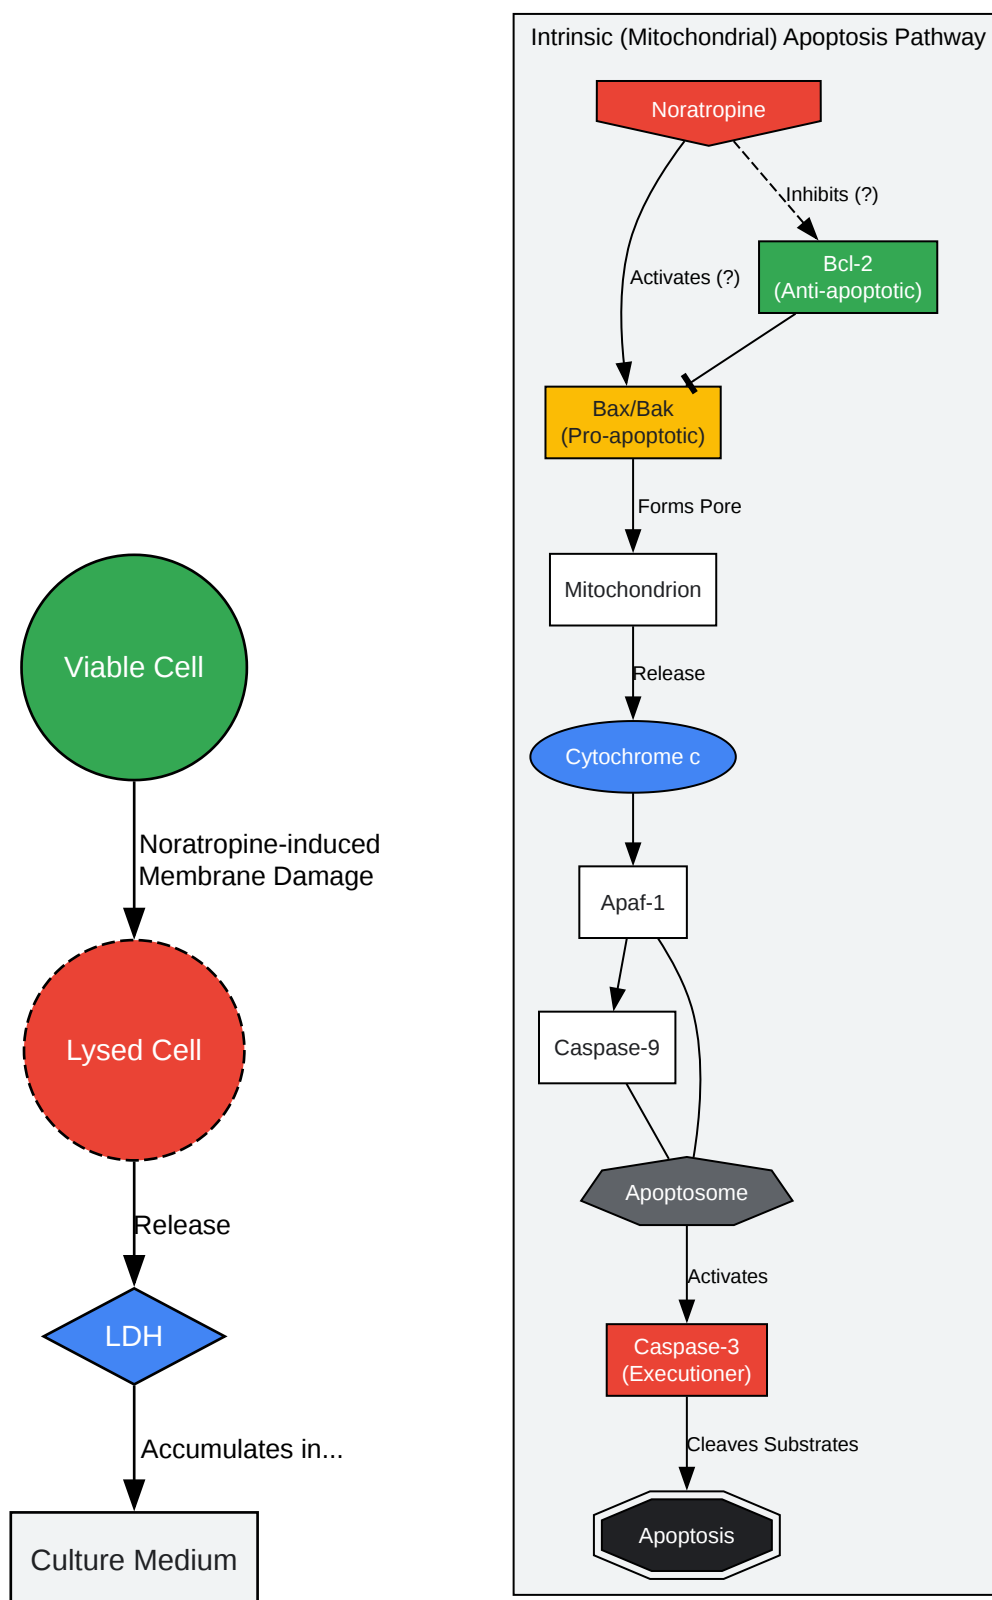 Viable Cell
Noratropine-induced
Membrane Damage
Lysed Cell
Release
LDH
Accumulates in...
Culture Medium
Intrinsic (Mitochondrial) Apoptosis Pathway
Noratropine
Inhibits (?)
Bcl-2
(Anti-apoptotic)
Activates (?)
Bax/Bak
(Pro-apoptotic)
Forms Pore
Mitochondrion
Release
Cytochrome c
Apaf-1
Caspase-9
Apoptosome
Activates
Caspase-3
(Executioner)
Cleaves Substrates
Apoptosis